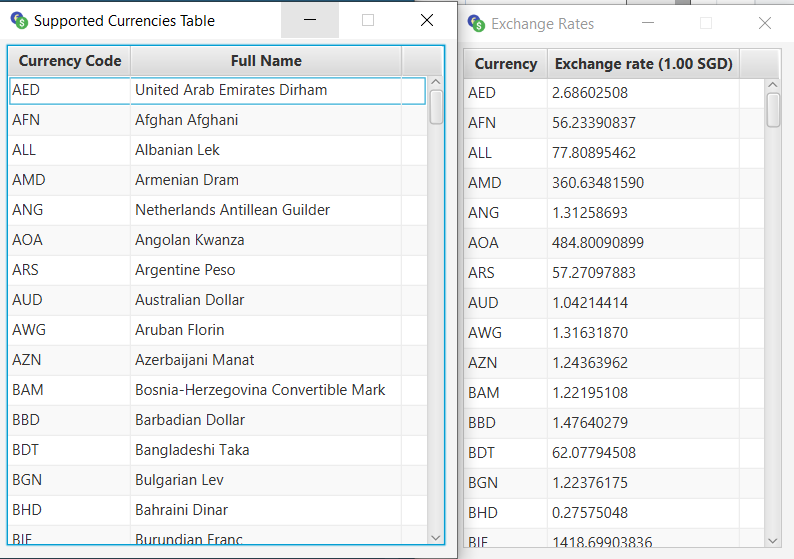 Supported Currencies Table
Currency Code Full Name
AED United Arab Emirates Dirham
AFN Afghan Afghani
ALL Albanian Lek
AMD Armenian Dram
ANG Netherlands Antillean Guilder
AOA Angolan Kwanza
ARS Argentine Peso
AUD Australian Dollar
AWG Aruban Florin
AZN Azerbaijani Manat
BAM Bosnia-Herzegovina Convertible Mark
BBD Barbadian Dollar
BDT Bangladeshi Taka
BGN Bulgarian Lev
BHD Bahraini Dinar
BIF Burundian Franc
Exchange Rates
Currency Exchange rate (1.00 SGD)
AED 2.68602508
AFN 56.23390837
ALL 77.80895462
AMD 360.63481590
ANG 1.31258693
AOA 484.80090899
ARS 57.27097883
AUD 1.04214414
AWG 1.31631870
AZN 1.24363962
BAM 1.22195108
BBD 1.47640279
BDT 62.07794508
BGN 1.22376175
BHD 0.27575048
BIF 1418.69903836